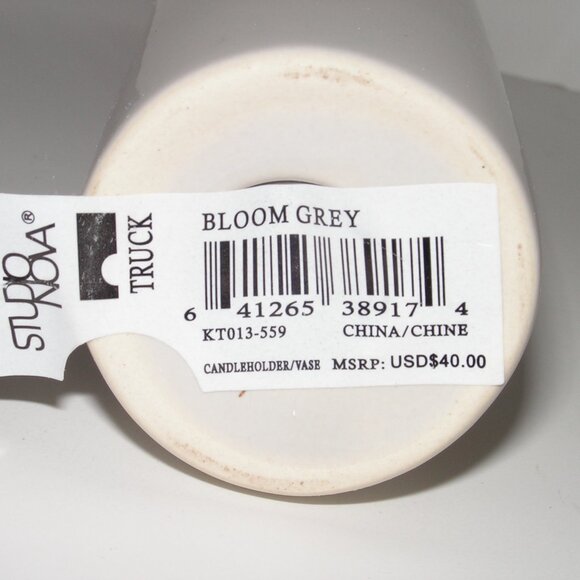 STUDIO
NOVA®
TRUCK
BLOOM GREY
6 41265 38917 4
KT013-559 CHINA/CHINE
CANDLEHOLDER/VASE MSRP: USD$40.00